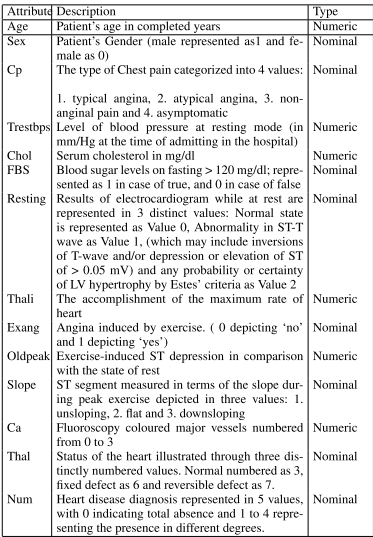 Attribute Description Type
Age Patient's age in completed years Numeric
Sex Patient's Gender (male represented as1 and fe- Nominal
male as 0)
Cp The type of Chest pain categorized into 4 values: Nominal
1. typical angina, 2. atypical angina, 3. non-
anginal pain and 4. asymptomatic
Trestbps Level of blood pressure at resting mode (in Numeric
mm/Hg at the time of admitting in the hospital)
Chol Serum cholesterol in mg/dl Numeric
FBS Blood sugar levels on fasting > 120 mg/dl; repre- Nominal
sented as 1 in case of true, and 0 in case of false
Resting Results of electrocardiogram while at rest are Nominal
represented in 3 distinct values: Normal state
is represented as Value 0, Abnormality in ST-T
wave as Value 1, (which may include inversions
of T-wave and/or depression or elevation of ST
of > 0.05 mV) and any probability or certainty
of LV hypertrophy by Estes' criteria as Value 2
Thali The accomplishment of the maximum rate of Numeric
heart
Exang Angina induced by exercise. ( 0 depicting 'no' Nominal
and 1 depicting 'yes')
Oldpeak Exercise-induced ST depression in comparison Numeric
with the state of rest
Slope ST segment measured in terms of the slope dur- Nominal
ing peak exercise depicted in three values: 1.
unsloping, 2. flat and 3. downsloping
Ca Fluoroscopy coloured major vessels numbered Numeric
from 0 to 3
Thal Status of the heart illustrated through three dis- Nominal
tinctly numbered values. Normal numbered as 3,
fixed defect as 6 and reversible defect as 7.
Num Heart disease diagnosis represented in 5 values, Nominal
with 0 indicating total absence and 1 to 4 repre-
senting the presence in different degrees.